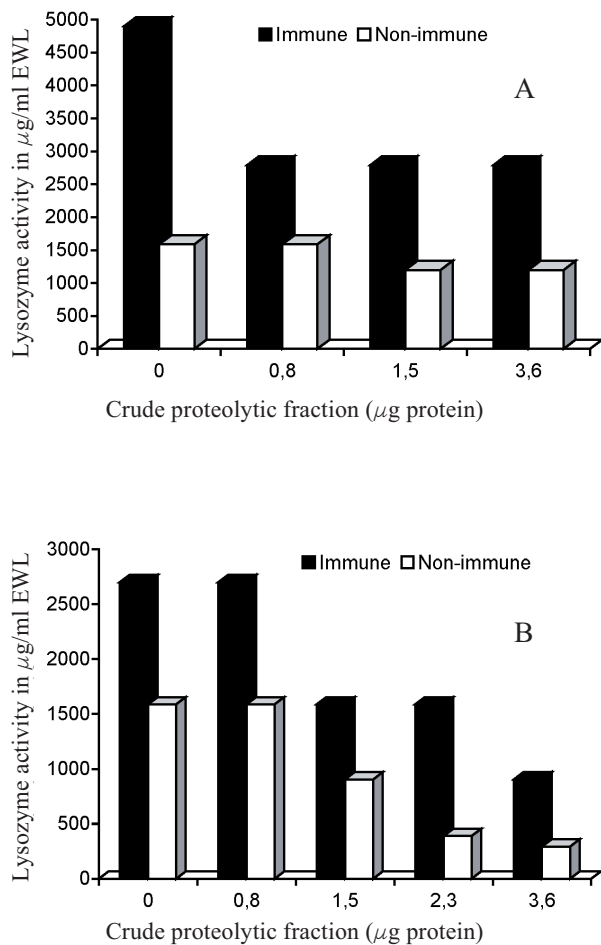 5000
4500
4000
3500
3000
2500
2000
1500
1000
500
0
Lysozyme activity in μg/ml EWL
Immune Non-immune
A
0 0,8 1,5 3,6
Crude proteolytic fraction (μg protein)
3000
2500
2000
1500
1000
500
0
Lysozyme activity in μg/ml EWL
Immune Non-immune
B
0 0,8 1,5 2,3 3,6
Crude proteolytic fraction (μg protein)